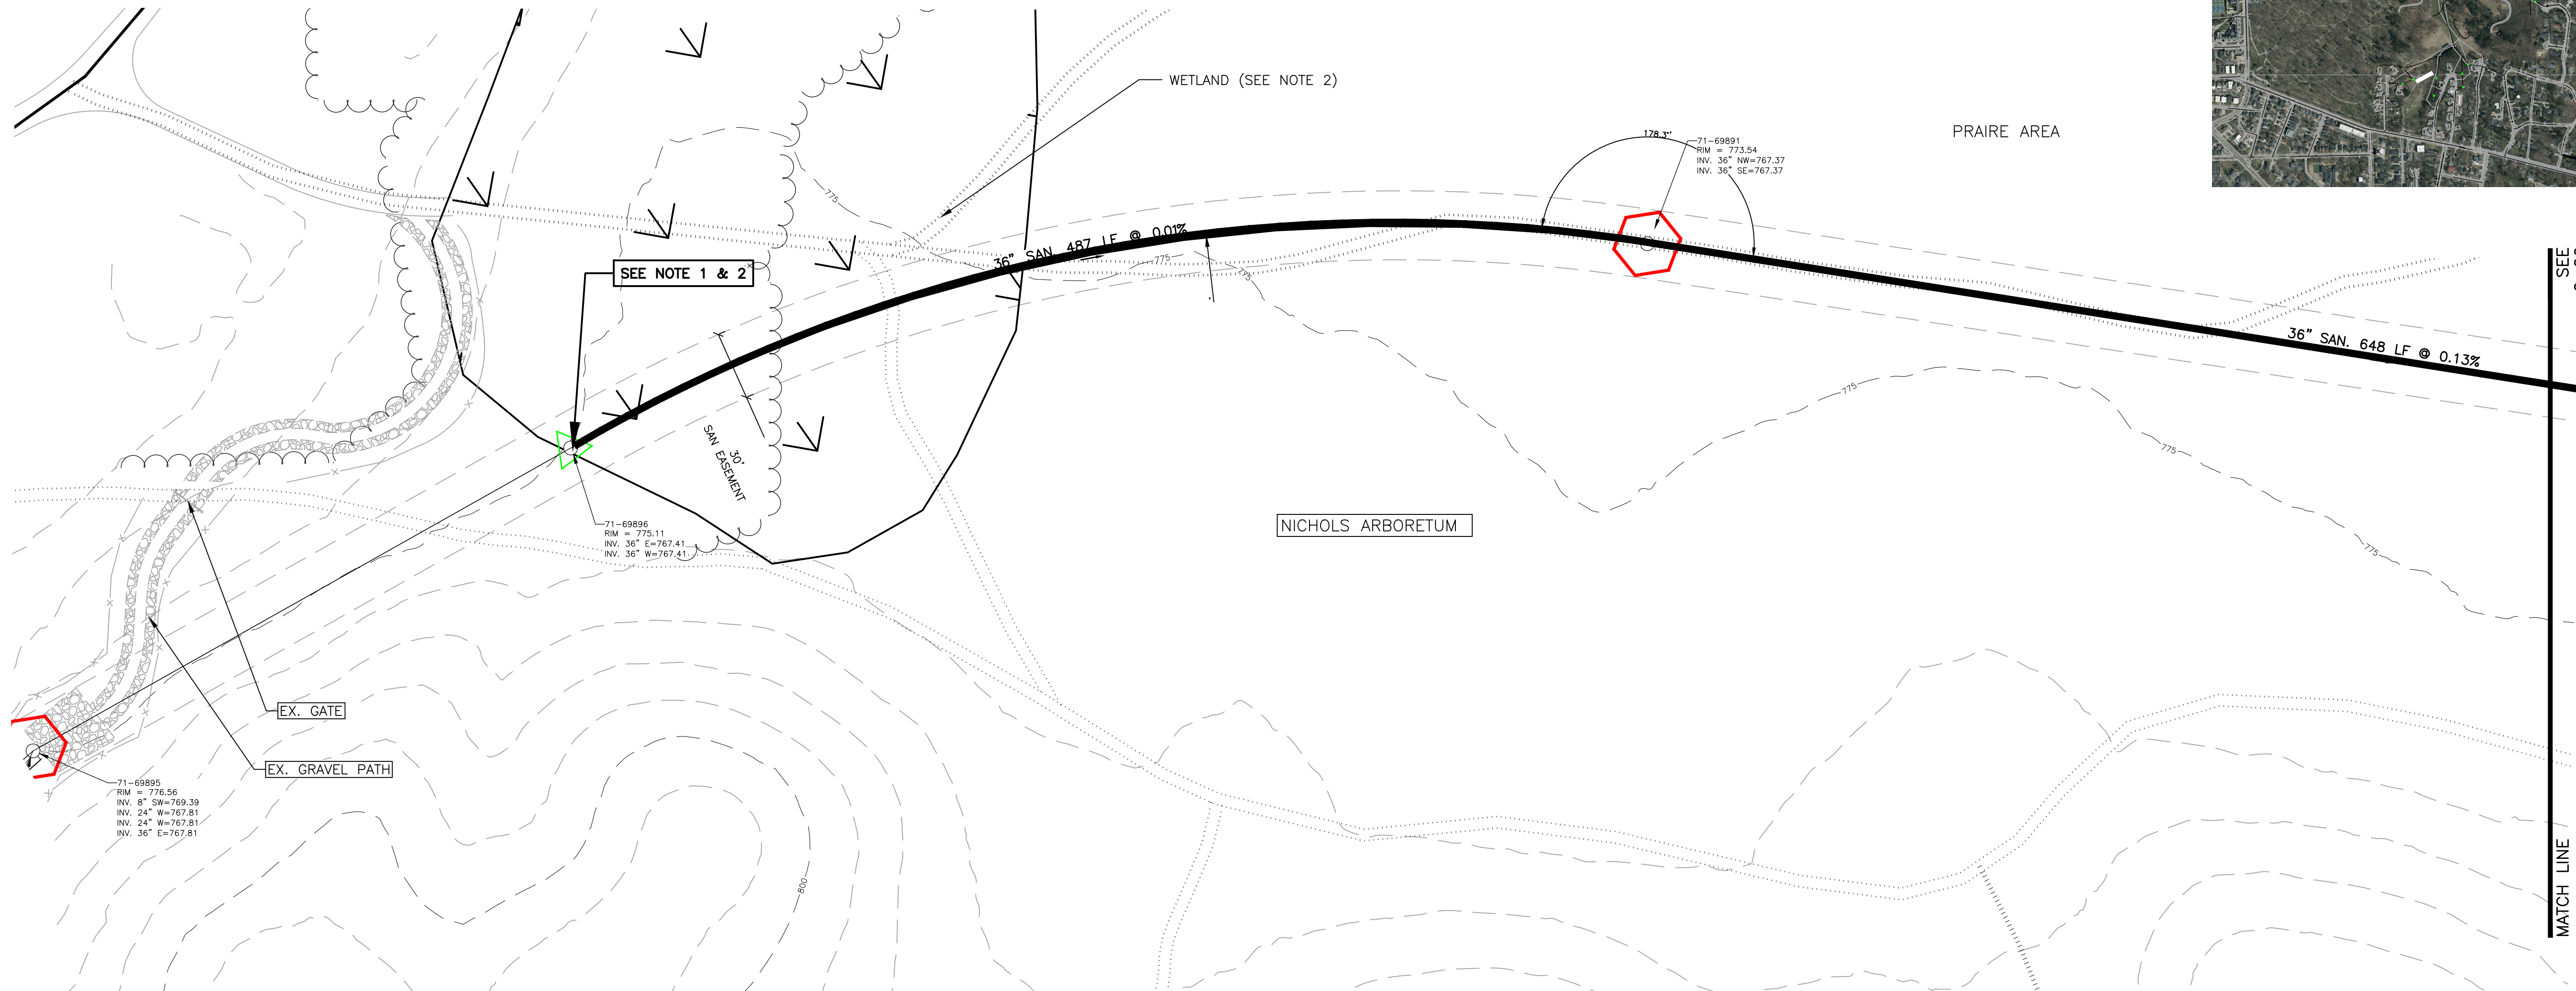 WETLAND (SEE NOTE 2)
PRAIRE AREA
178.3°
71-69891
RIM = 773.54
INV. 36" NW=767.37
INV. 36" SE=767.37
775
36" SAN. 487 LF @ 0.01%
775
775
SEE NOTE 1 & 2
SEE
36" SAN. 648 LF @ 0.13%
775
775
775
30'
SAN EASEMENT
71-69896
RIM = 775.11
INV. 36" E=767.41
INV. 36" W=767.41
NICHOLS ARBORETUM
EX. GATE
EX. GRAVEL PATH
71-69895
RIM = 776.56
INV. 8" SW=769.39
INV. 24" W=767.81
INV. 24" W=767.81
INV. 36" E=767.81
800
MATCH LINE